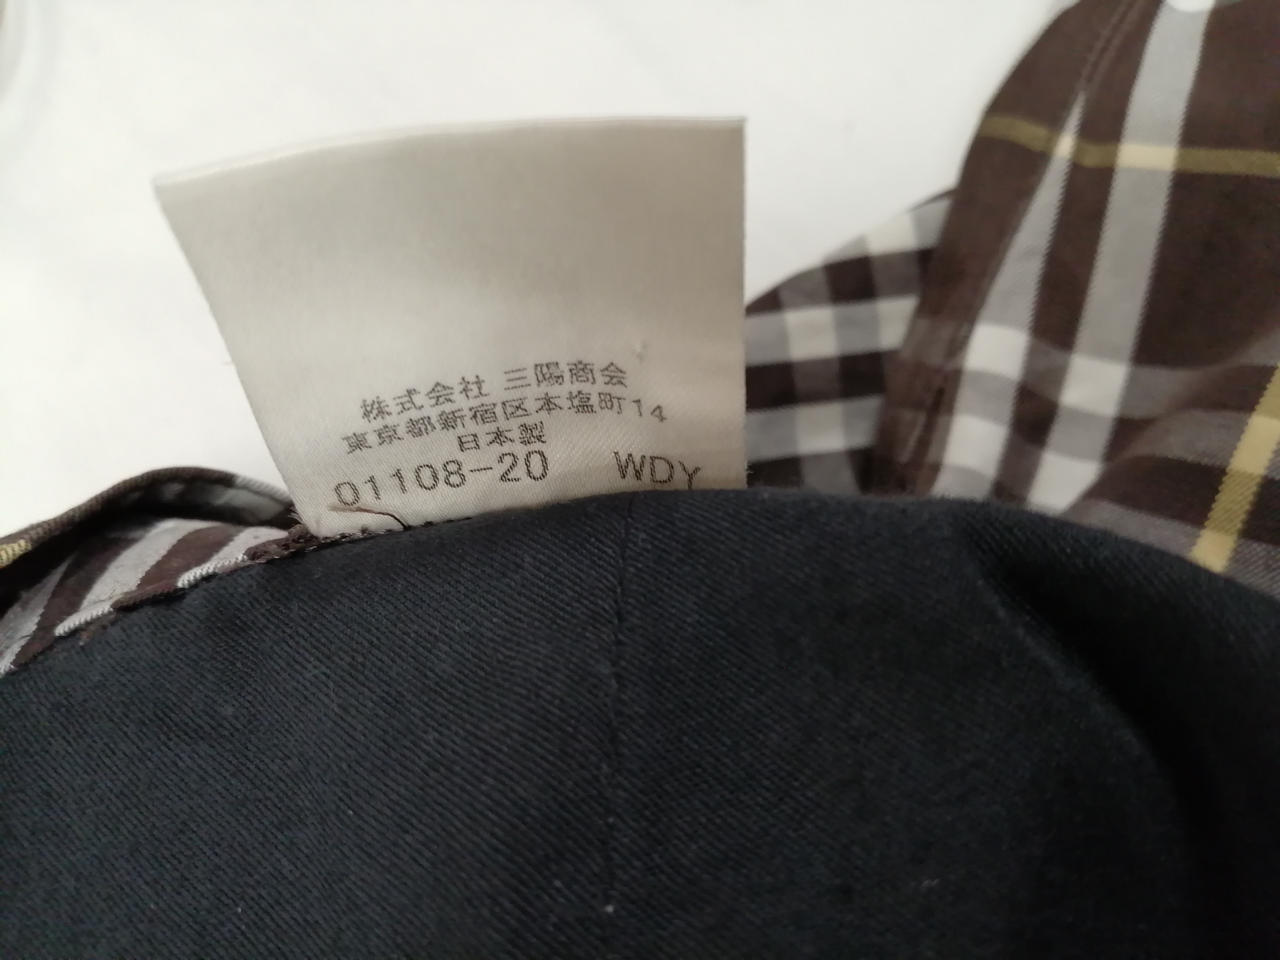 株式会社 三陽商会
東京都新宿区本塩町14
日本製
01108-20 WDY